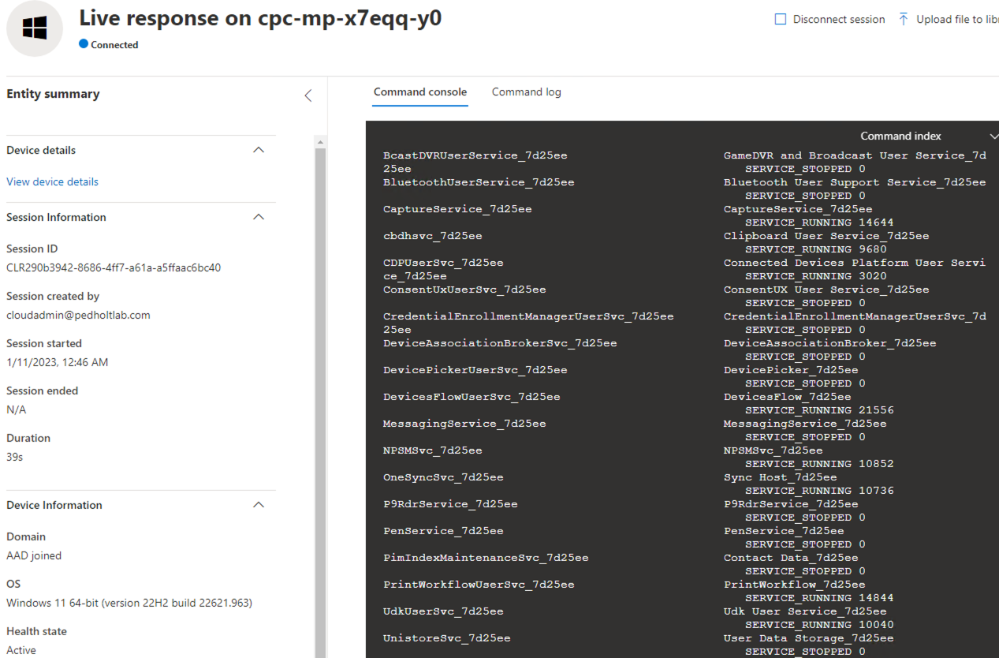 Live response on cpc-mp-x7eqq-y0
Connected
Disconnect session
Upload file to libr
Entity summary
Device details
View device details
Session Information
Session ID
CLR290b3942-8686-4ff7-a61a-a5ffaac6bc40
Session created by
cloudadmin@pedholtlab.com
Session started
1/11/2023, 12:46 AM
Session ended
N/A
Duration
39s
Device Information
Domain
AAD joined
OS
Windows 11 64-bit (version 22H2 build 22621.963)
Health state
Active
Command console
Command log
Command index
BcastDVRUserService_7d25ee GameDVR and Broadcast User Service_7d
25ee SERVICE_STOPPED 0
BluetoothUserService_7d25ee Bluetooth User Support Service_7d25ee
SERVICE_STOPPED 0
CaptureService_7d25ee CaptureService_7d25ee
SERVICE_RUNNING 14644
cbdhsvc_7d25ee Clipboard User Service_7d25ee
SERVICE_RUNNING 9680
CDPUserSvc_7d25ee Connected Devices Platform User Servi
ce_7d25ee SERVICE_RUNNING 3020
ConsentUxUserSvc_7d25ee ConsentUX User Service_7d25ee
SERVICE_STOPPED 0
CredentialEnrollmentManagerUserSvc_7d25ee CredentialEnrollmentManagerUserSvc_7d
25ee SERVICE_STOPPED 0
DeviceAssociationBrokerSvc_7d25ee DeviceAssociationBroker_7d25ee
SERVICE_STOPPED 0
DevicePickerUserSvc_7d25ee DevicePicker_7d25ee
SERVICE_STOPPED 0
DevicesFlowUserSvc_7d25ee DevicesFlow_7d25ee
SERVICE_RUNNING 21556
MessagingService_7d25ee MessagingService_7d25ee
SERVICE_STOPPED 0
NPSMSvc_7d25ee NPSMSvc_7d25ee
SERVICE_RUNNING 10852
OneSyncSvc_7d25ee Sync Host_7d25ee
SERVICE_RUNNING 10736
P9RdrService_7d25ee P9RdrService_7d25ee
SERVICE_STOPPED 0
PenService_7d25ee PenService_7d25ee
SERVICE_STOPPED 0
PimIndexMaintenanceSvc_7d25ee Contact Data_7d25ee
SERVICE_STOPPED 0
PrintWorkflowUserSvc_7d25ee PrintWorkflow_7d25ee
SERVICE_RUNNING 14844
UdkUserSvc_7d25ee Udk User Service_7d25ee
SERVICE_RUNNING 10040
UnistoreSvc_7d25ee User Data Storage_7d25ee
SERVICE_STOPPED 0